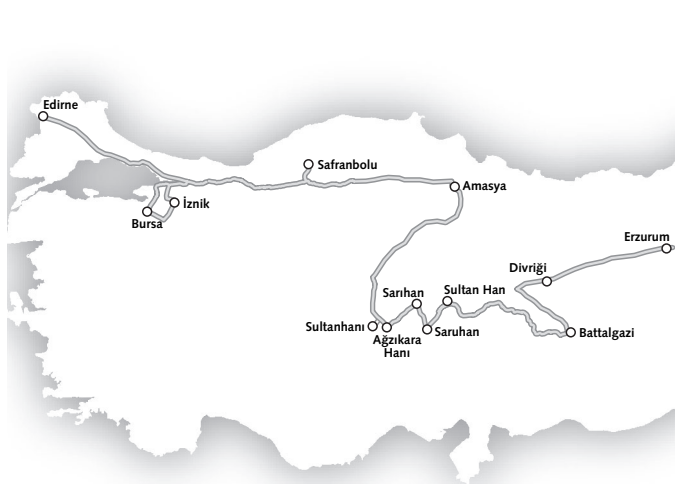 Edirne
Safranbolu
Amasya
İznik
Bursa
Erzurum
Divriği
Sultan Han
Sarıhan
Sultanhanı
Ağzıkara
Hanı
Saruhan
Battalgazi